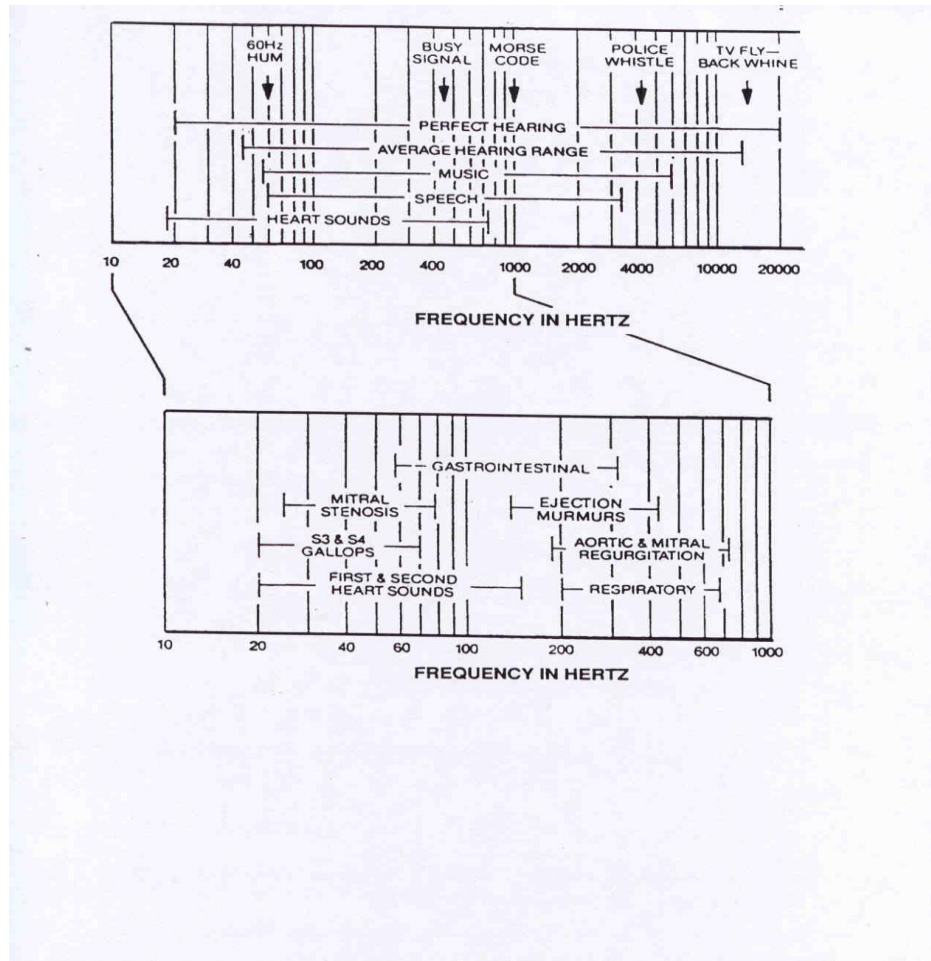 60Hz
HUM
BUSY
SIGNAL
MORSE
CODE
POLICE
WHISTLE
TV FLY—
BACK WHINE
PERFECT HEARING
AVERAGE HEARING RANGE
MUSIC
SPEECH
HEART SOUNDS
10 20 40 100 200 400 1000 2000 4000 10000 20000
FREQUENCY IN HERTZ
GASTROINTESTINAL
MITRAL
STENOSIS
EJECTION
MURMURS
S3 & S4
GALLOPS
AORTIC & MITRAL
REGURGITATION
FIRST & SECOND
HEART SOUNDS
RESPIRATORY
10 20 40 60 100 200 400 600 1000
FREQUENCY IN HERTZ